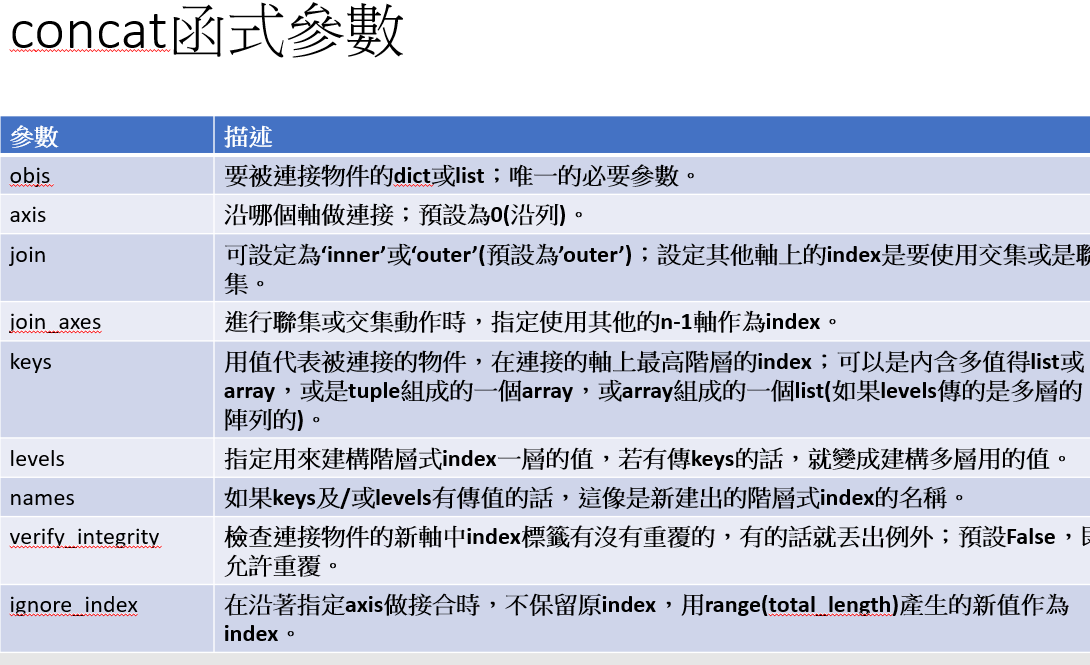 concat函式參數
參數 描述
objs 要被連接物件的dict或list；唯一的必要參數。
axis 沿哪個軸做連接；預設為0(沿列)。
join 可設定為‘inner’或‘outer’(預設為’outer’)；設定其他軸上的index是要使用交集或是聯
集。
join_axes 進行聯集或交集動作時，指定使用其他的n-1軸作為index。
keys 用值代表被連接的物件，在連接的軸上最高階層的index；可以是內含多值得list或
array，或是tuple組成的一個array，或array組成的一個list(如果levels傳的是多層的
陣列的)。
levels 指定用來建構階層式index一層的值，若有傳keys的話，就變成建構多層用的值。
names 如果keys及/或levels有傳值的話，這像是新建出的階層式index的名稱。
verify_integrity 檢查連接物件的新軸中index標籤有沒有重覆的，有的話就丟出例外；預設False，
允許重覆。
ignore_index 在沿著指定axis做接合時，不保留原index，用range(total_length)產生的新值作為
index。